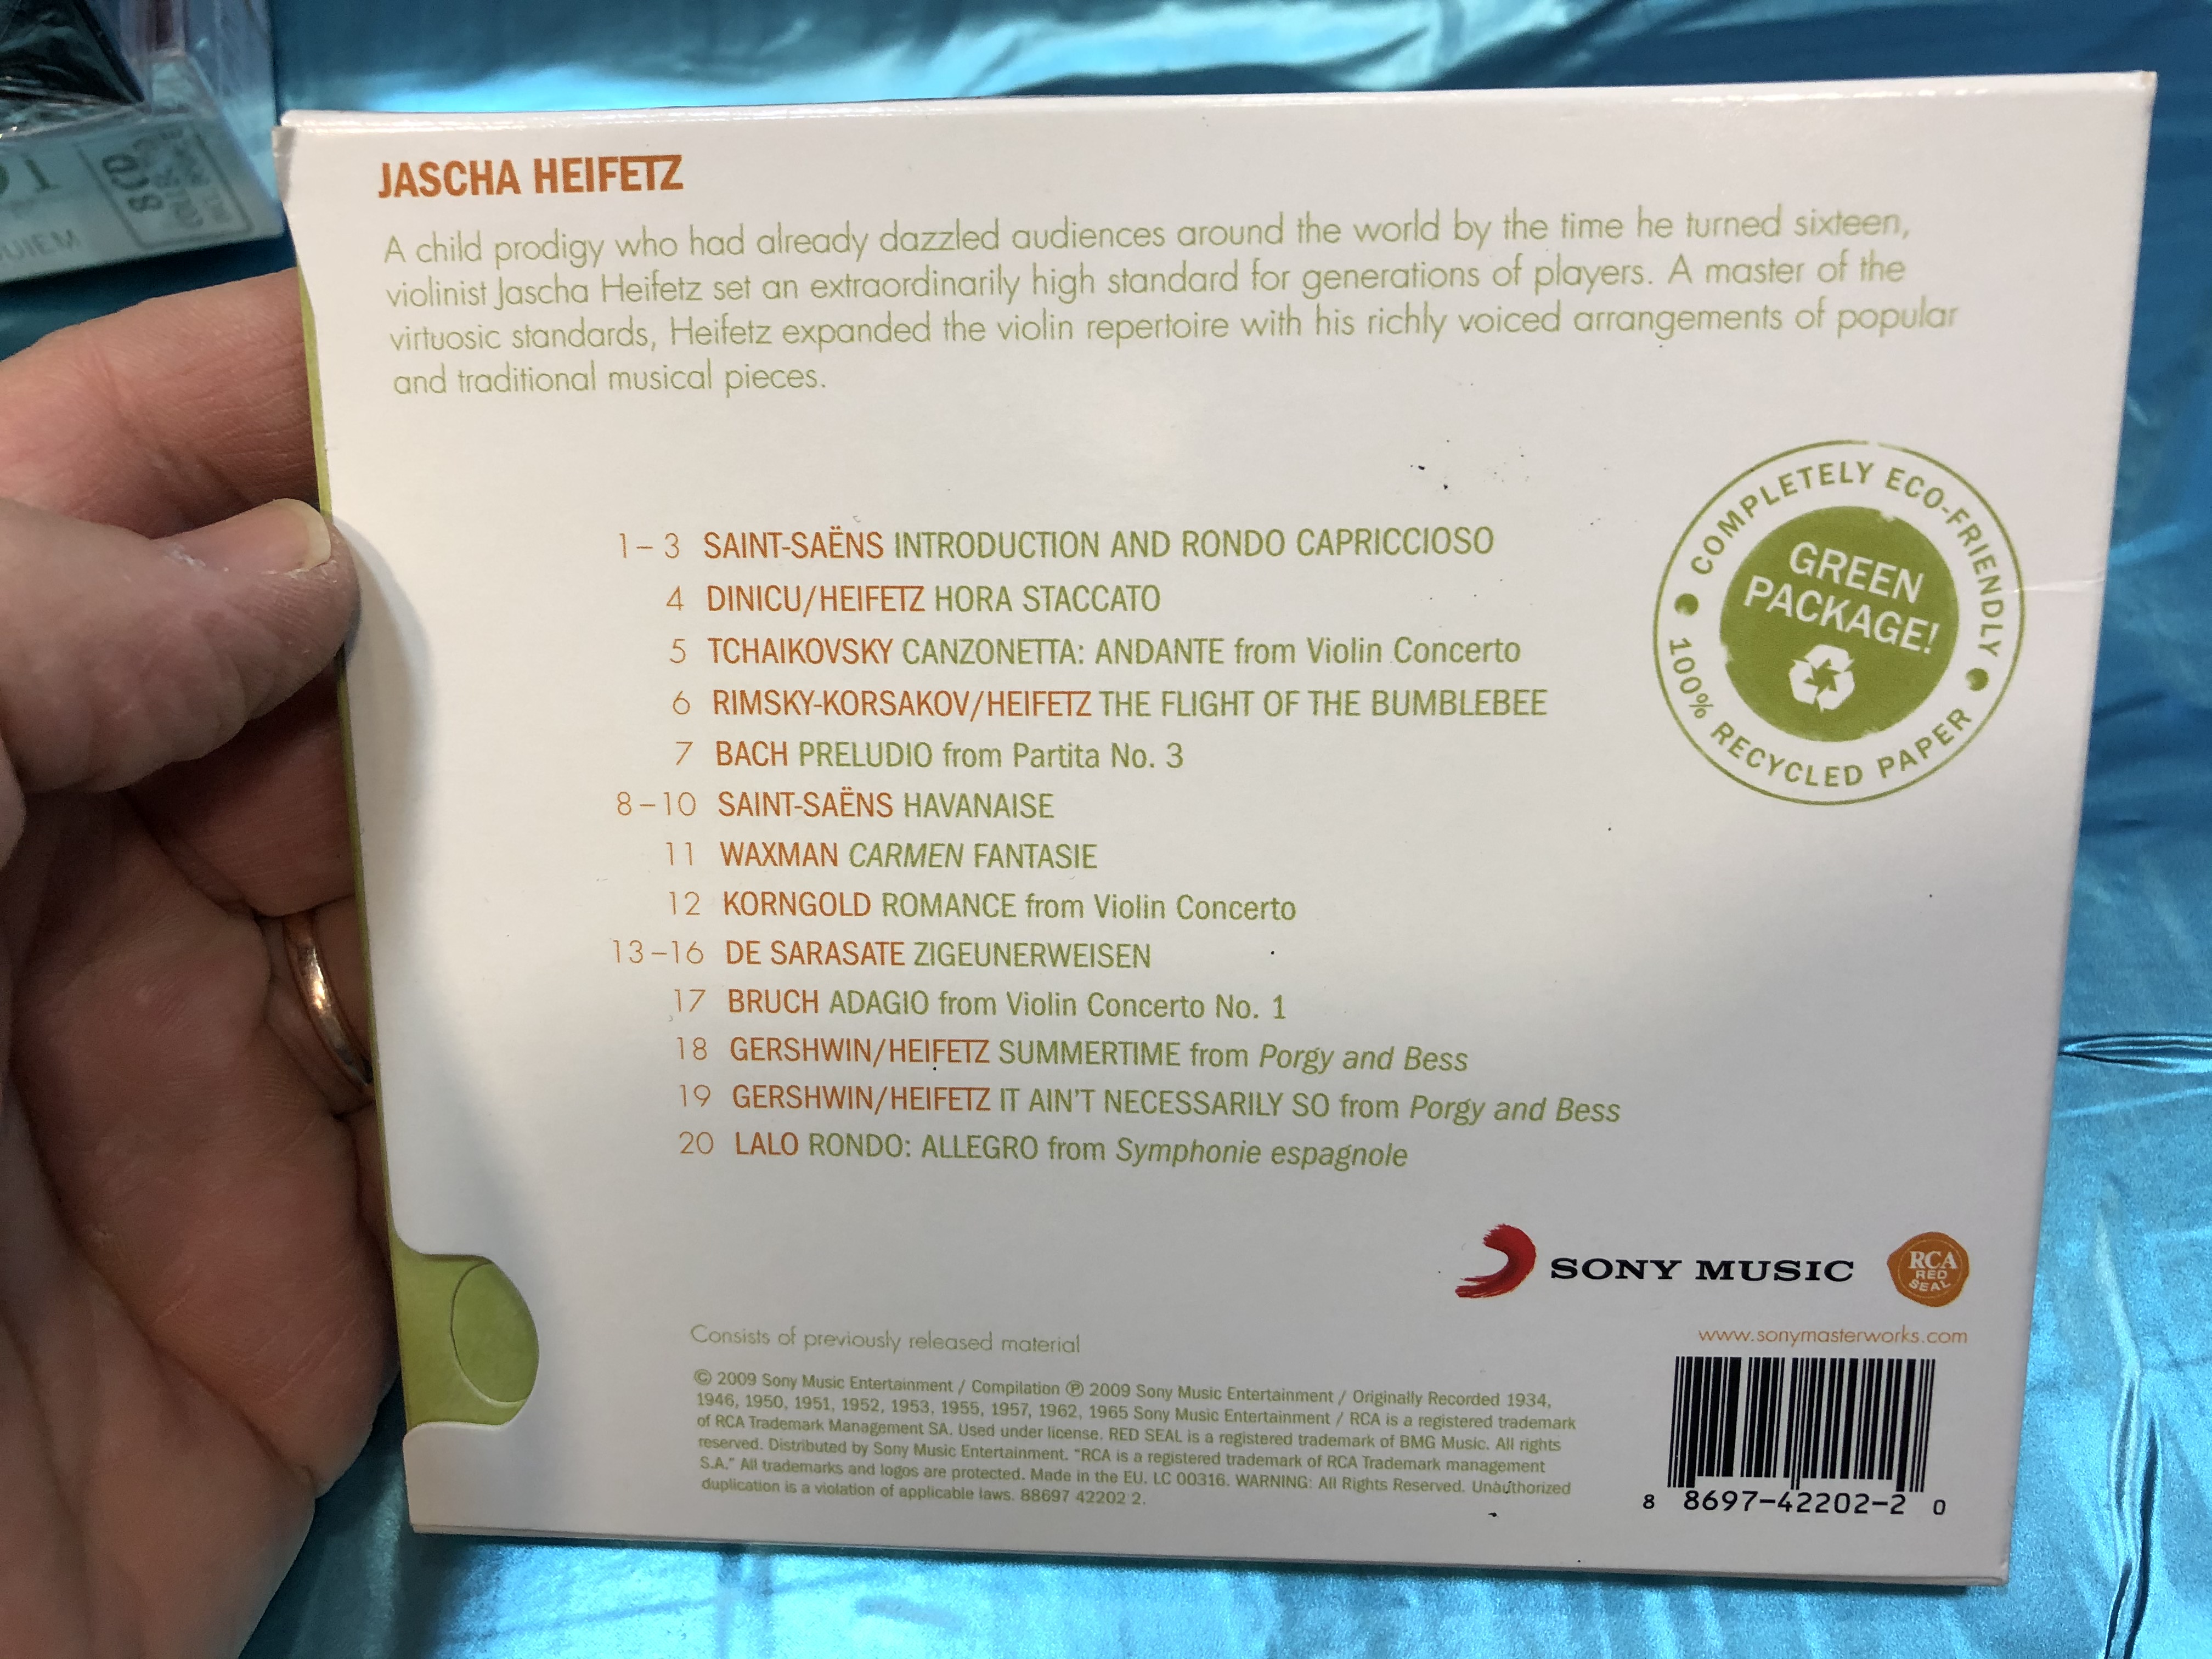 JASCHA HEIFETZ
A child prodigy who had already dazzled audiences around the world by the time he turned sixteen,
violinist Jascha Heifetz set an extraordinarily high standard for generations of players. A master of the
virtuosic standards, Heifetz expanded the violin repertoire with his richly voiced arrangements of popular
and traditional musical pieces.
1–3 SAINT-SAËNS INTRODUCTION AND RONDO CAPRICCIOSO
4 DINICU/HEIFETZ HORA STACCATO
5 TCHAIKOVSKY CANZONETTA: ANDANTE from Violin Concerto
6 RIMSKY-KORSAKOV/HEIFETZ THE FLIGHT OF THE BUMBLEBEE
7 BACH PRELUDIO from Partita No. 3
8–10 SAINT-SAËNS HAVANAISE
11 WAXMAN CARMEN FANTASIE
12 KORNGOLD ROMANCE from Violin Concerto
13–16 DE SARASATE ZIGEUNERWEISEN
17 BRUCH ADAGIO from Violin Concerto No. 1
18 GERSHWIN/HEIFETZ SUMMERTIME from Porgy and Bess
19 GERSHWIN/HEIFETZ IT AIN'T NECESSARILY SO from Porgy and Bess
20 LALO RONDO: ALLEGRO from Symphonie espagnole
COMPLETELY ECO-FRIENDLY
GREEN
PACKAGE!
100% RECYCLED PAPER
SONY MUSIC
RCA
RED
SEAL
www.sonymasterworks.com
Consists of previously released material
© 2009 Sony Music Entertainment / Compilation ℗ 2009 Sony Music Entertainment / Originally Recorded 1934,
1946, 1950, 1951, 1952, 1953, 1955, 1957, 1962, 1965 Sony Music Entertainment / RCA is a registered trademark
of RCA Trademark Management SA. Used under license. RED SEAL is a registered trademark of BMG Music. All rights
reserved. Distributed by Sony Music Entertainment. "RCA is a registered trademark of RCA Trademark management
S.A." All trademarks and logos are protected. Made in the EU. LC 00316. WARNING: All Rights Reserved. Unauthorized
duplication is a violation of applicable laws. 88697 42202 2.
8 8697-42202-2 0